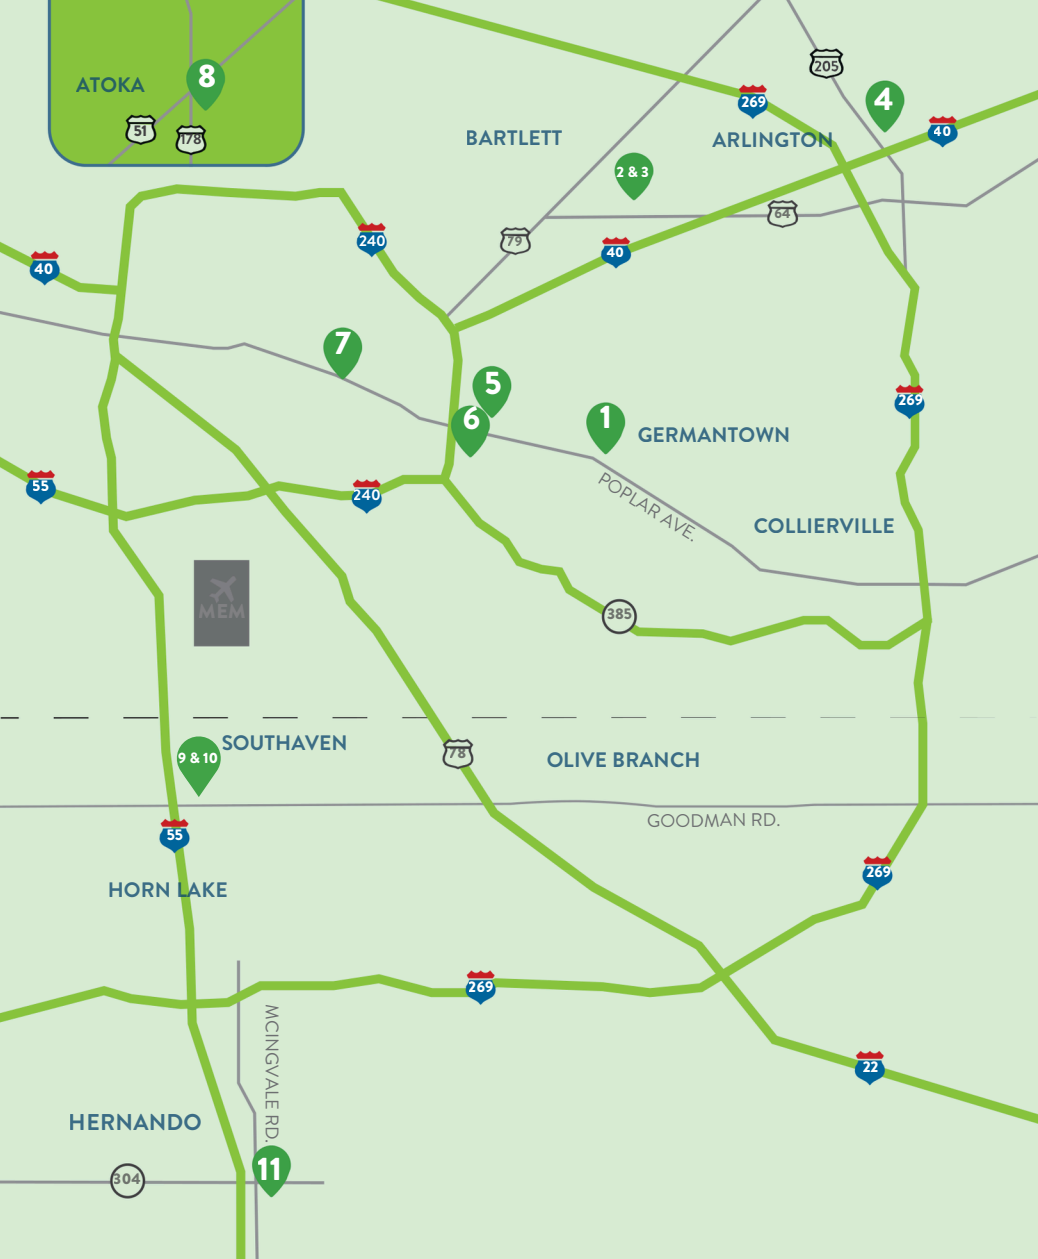 8
ATOKA
51
178
205
269
4
40
BARTLETT
ARLINGTON
2 & 3
64
79
240
40
40
7
5
6
1
269
GERMANTOWN
55
240
POPLAR AVE.
COLLIERVILLE
MEM
385
SOUTHAVEN
9 & 10
78
OLIVE BRANCH
GOODMAN RD.
55
269
HORN LAKE
269
MCINGVALE RD.
22
HERNANDO
11
304